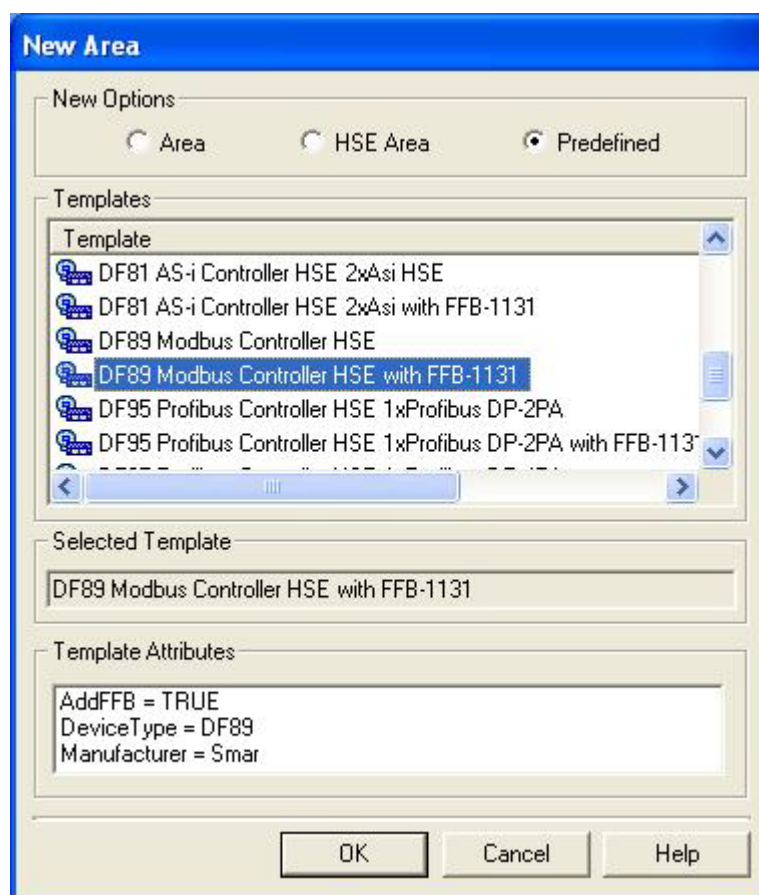 New Area
New Options
Area HSE Area Predefined
Templates
Template
DF81 AS-i Controller HSE 2xAsi HSE
DF81 AS-i Controller HSE 2xAsi with FFB-1131
DF89 Modbus Controller HSE
DF89 Modbus Controller HSE with FFB-1131
DF95 Profibus Controller HSE 1xProfibus DP-2PA
DF95 Profibus Controller HSE 1xProfibus DP-2PA with FFB-113
Selected Template
DF89 Modbus Controller HSE with FFB-1131
Template Attributes
AddFFB = TRUE
DeviceType = DF89
Manufacturer = Smar
OK Cancel Help